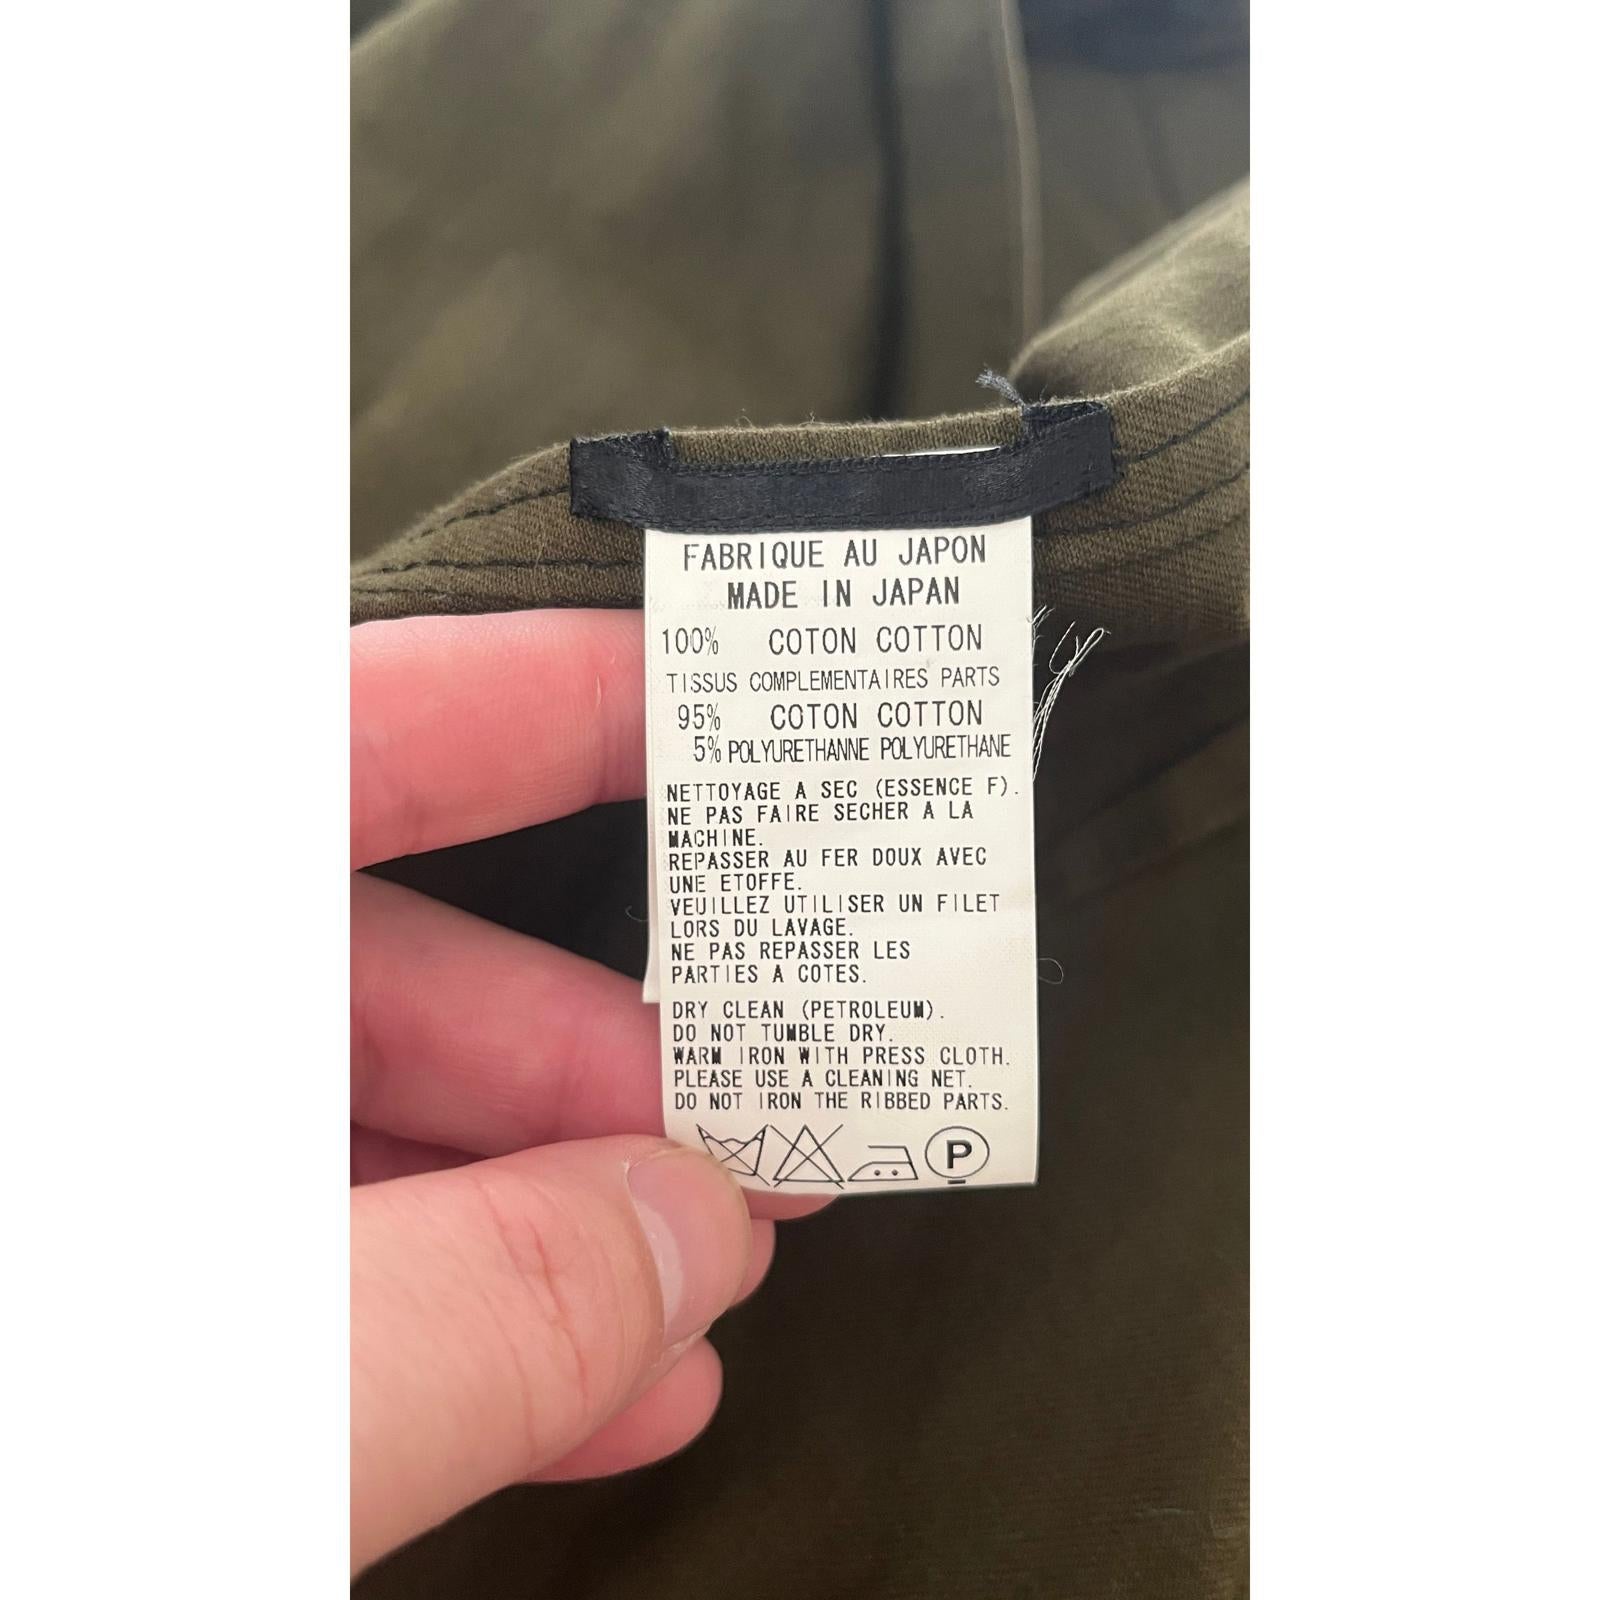 FABRIQUE AU JAPON
MADE IN JAPAN
100% COTON COTTON
TISSUS COMPLEMENTAIRES PARTS
95% COTON COTTON
5% POLYURETHANNE POLYURETHANE
NETTOYAGE A SEC (ESSENCE F).
NE PAS FAIRE SECHER A LA
MACHINE.
REPASSER AU FER DOUX AVEC
UNE ETOFFE.
VEUILLEZ UTILISER UN FILET
LORS DU LAVAGE.
NE PAS REPASSER LES
PARTIES A COTES.
DRY CLEAN (PETROLEUM).
DO NOT TUMBLE DRY.
WARM IRON WITH PRESS CLOTH.
PLEASE USE A CLEANING NET.
DO NOT IRON THE RIBBED PARTS.
P